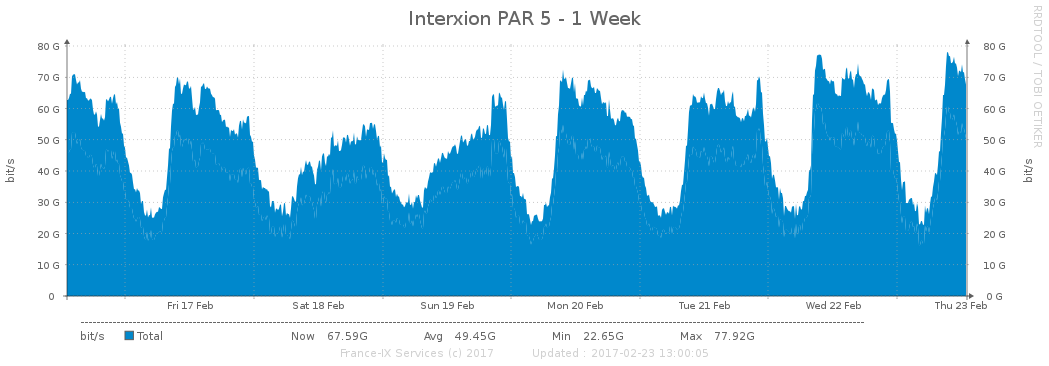 Interxion PAR 5 - 1 Week
RRDTOOL / TOBI OETIKER
80 G 80 G
70 G 70 G
60 G 60 G
50 G 50 G
40 G 40 G
30 G 30 G
20 G 20 G
10 G 10 G
0 0 G
bit/s bit/s
Fri 17 Feb Sat 18 Feb Sun 19 Feb Mon 20 Feb Tue 21 Feb Wed 22 Feb Thu 23 Feb
bit/s Total Now 67.59G Avg 49.45G Min 22.65G Max 77.92G
France-IX Services (c) 2017 Updated : 2017-02-23 13:00:05